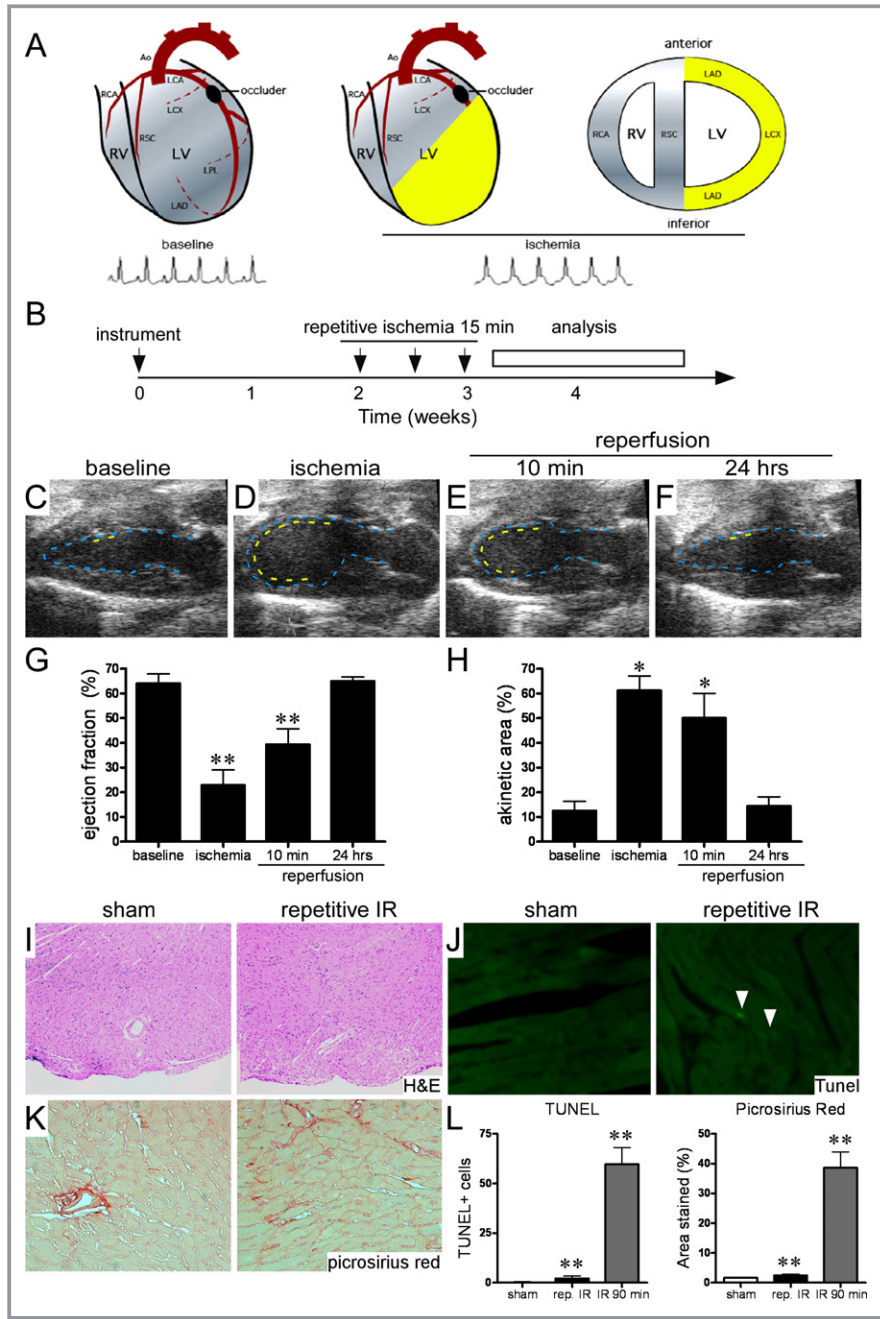 A
Ao
LCA
occluder
RCA
LCX
RSC
RV
LV
LPL
LAD
baseline
Ao
LCA
occluder
RCA
LCX
RSC
RV
LV
ischemia
anterior
LAD
RCA
RV
RSC
LV
LCX
LAD
inferior
B
instrument
repetitive ischemia 15 min
analysis
0 1 2 3 4
Time (weeks)
reperfusion
baseline ischemia 10 min 24 hrs
C D E F
G
ejection fraction (%)
70
60
50
40
30
20
10
0
** **
baseline ischemia 10 min 24 hrs
reperfusion
H
akinetic area (%)
70
60
50
40
30
20
10
0
* *
baseline ischemia 10 min 24 hrs
reperfusion
sham repetitive IR
I
H&E
sham repetitive IR
J
Tunel
K
picrosirius red
L
TUNEL
TUNEL+ cells
75
50
25
0
** **
sham rep. IR IR 90 min
Picrosirius Red
Area stained (%)
50
40
30
20
10
0
** **
sham rep. IR IR 90 min